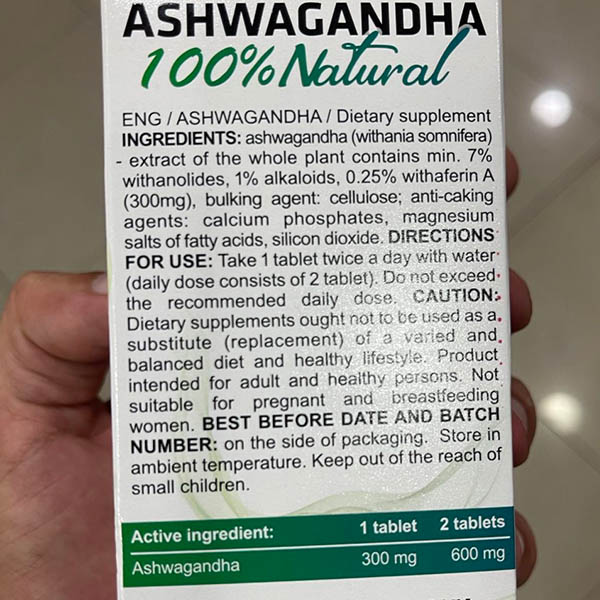 ASHWAGANDHA
100% Natural
ENG / ASHWAGANDHA / Dietary supplement
INGREDIENTS: ashwagandha (withania somnifera)
- extract of the whole plant contains min. 7%
withanolides, 1% alkaloids, 0.25% withaferin A
(300mg), bulking agent: cellulose; anti-caking
agents: calcium phosphates, magnesium
salts of fatty acids, silicon dioxide. DIRECTIONS
FOR USE: Take 1 tablet twice a day with water
(daily dose consists of 2 tablet). Do not exceed
the recommended daily dose. CAUTION:
Dietary supplements ought not to be used as a
substitute (replacement) of a varied and
balanced diet and healthy lifestyle. Product
intended for adult and healthy persons. Not
suitable for pregnant and breastfeeding
women. BEST BEFORE DATE AND BATCH
NUMBER: on the side of packaging. Store in
ambient temperature. Keep out of the reach of
small children.
Active ingredient: 1 tablet 2 tablets
Ashwagandha 300 mg 600 mg